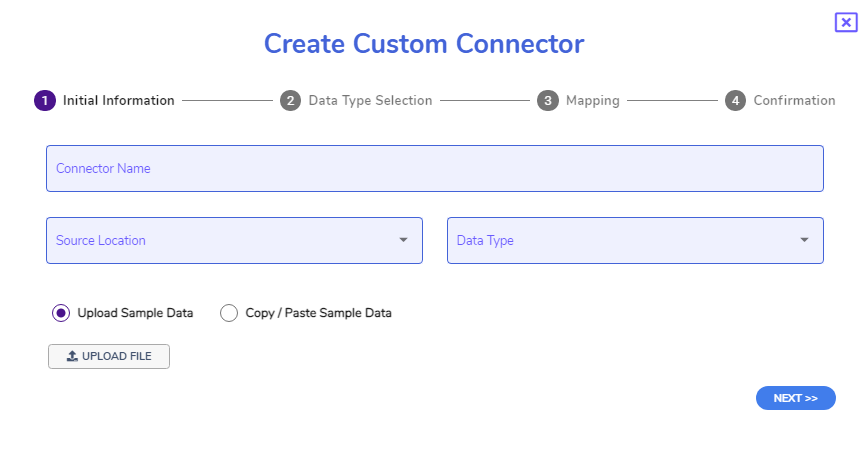 Create Custom Connector
1 Initial Information 2 Data Type Selection 3 Mapping 4 Confirmation
Connector Name
Source Location Data Type
Upload Sample Data Copy / Paste Sample Data
UPLOAD FILE
NEXT >>